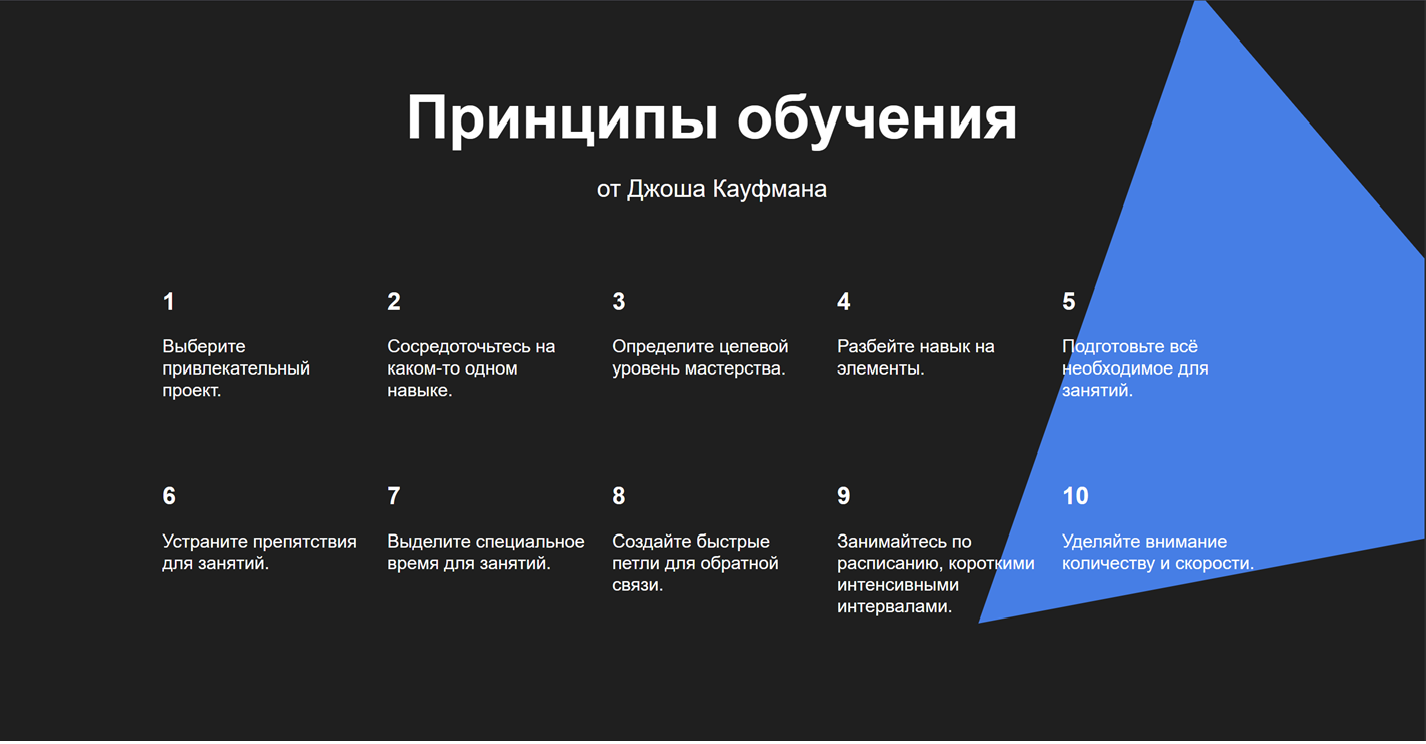 Принципы обучения
от Джоша Кауфмана
1
Выберите
привлекательный
проект.
2
Сосредоточьтесь на
каком-то одном
навыке.
3
Определите целевой
уровень мастерства.
4
Разбейте навык на
элементы.
5
Подготовьте всё
необходимое для
занятий.
6
Устраните препятствия
для занятий.
7
Выделите специальное
время для занятий.
8
Создайте быстрые
петли для обратной
связи.
9
Занимайтесь по
расписанию, короткими
интенсивными
интервалами.
10
Уделяйте внимание
количеству и скорости.